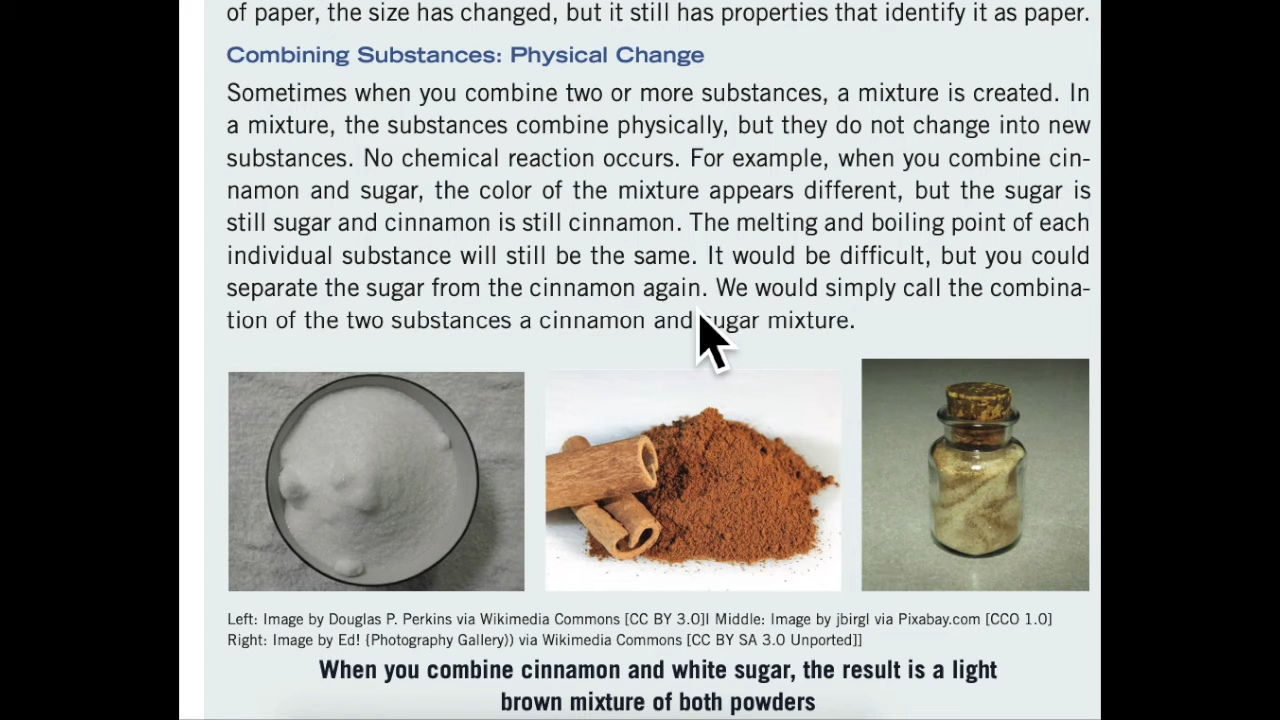 of paper, the size has changed, but it still has properties that identify it as paper.
Combining Substances: Physical Change
Sometimes when you combine two or more substances, a mixture is created. In
a mixture, the substances combine physically, but they do not change into new
substances. No chemical reaction occurs. For example, when you combine cin-
namon and sugar, the color of the mixture appears different, but the sugar is
still sugar and cinnamon is still cinnamon. The melting and boiling point of each
individual substance will still be the same. It would be difficult, but you could
separate the sugar from the cinnamon again. We would simply call the combina-
tion of the two substances a cinnamon and sugar mixture.
Left: Image by Douglas P. Perkins via Wikimedia Commons [CC BY 3.0]l Middle: Image by jbirgl via Pixabay.com [CCO 1.0]
Right: Image by Ed! {Photography Gallery)) via Wikimedia Commons [CC BY SA 3.0 Unported]]
When you combine cinnamon and white sugar, the result is a light
brown mixture of both powders